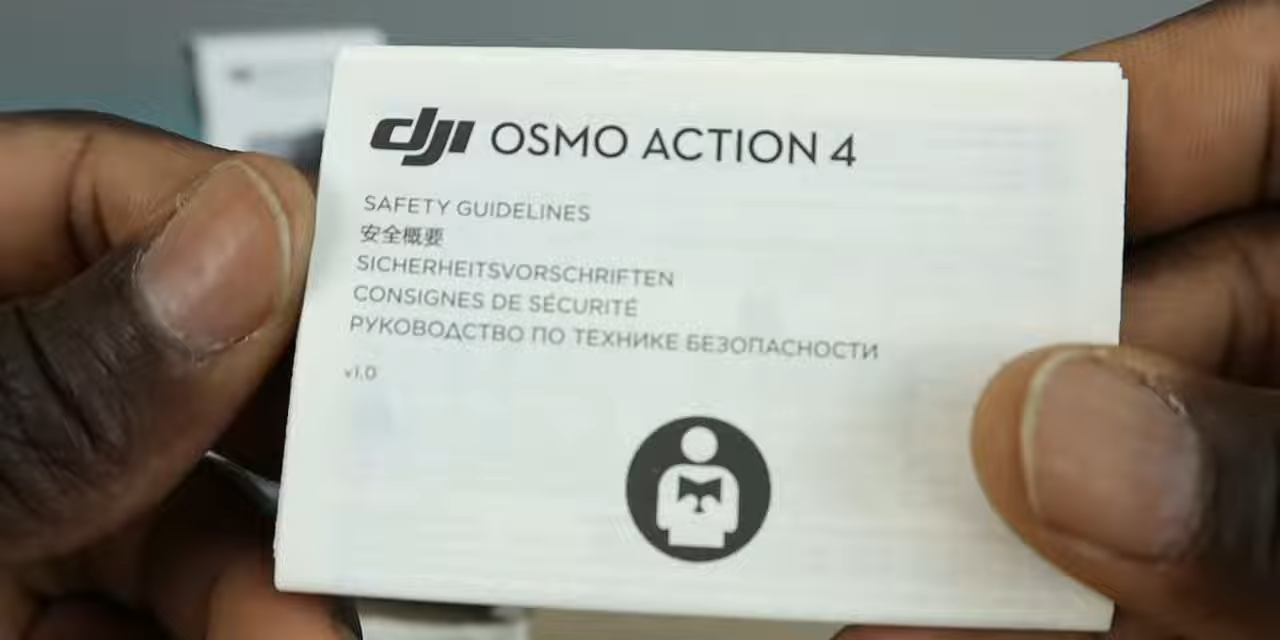 dji OSMO ACTION 4
SAFETY GUIDELINES
安全概要
SICHERHEITSVORSCHRIFTEN
CONSIGNES DE SÉCURITÉ
РУКОВОДСТВО ПО ТЕХНИКЕ БЕЗОПАСНОСТИ
v1.0